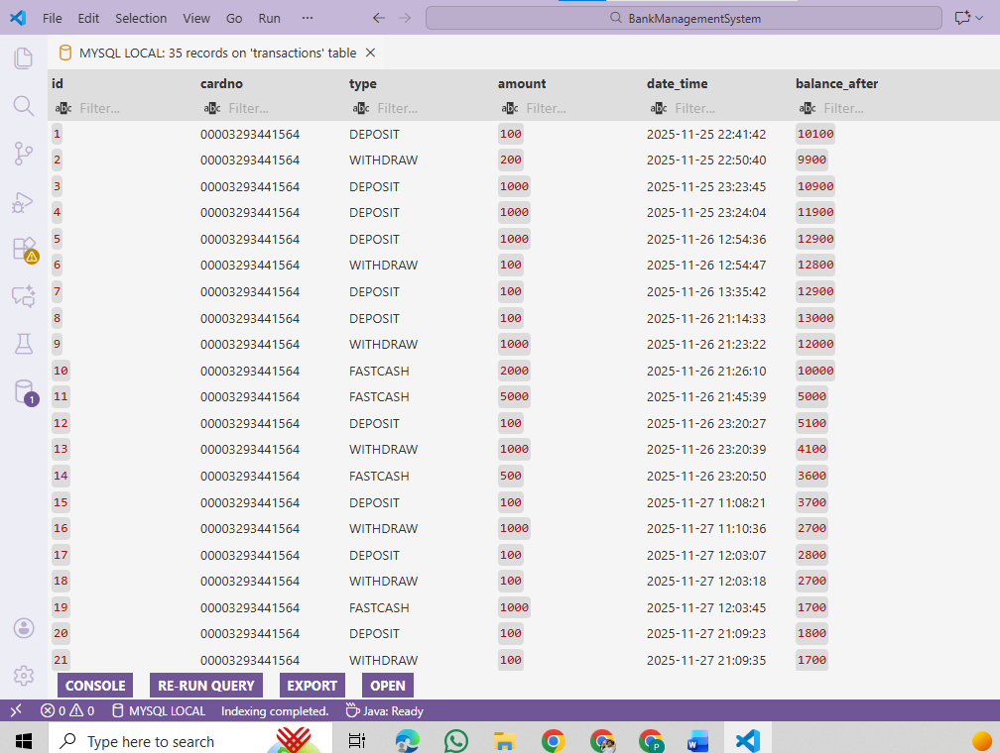 File Edit Selection View Go Run ··· BankManagementSystem
MYSQL LOCAL: 35 records on 'transactions' table
id cardno type amount date_time balance_after
abc Filter... abc Filter... abc Filter... abc Filter... abc Filter... abc Filter...
1 00003293441564 DEPOSIT 100 2025-11-25 22:41:42 10100
2 00003293441564 WITHDRAW 200 2025-11-25 22:50:40 9900
3 00003293441564 DEPOSIT 1000 2025-11-25 23:23:45 10900
4 00003293441564 DEPOSIT 1000 2025-11-25 23:24:04 11900
5 00003293441564 DEPOSIT 1000 2025-11-26 12:54:36 12900
6 00003293441564 WITHDRAW 100 2025-11-26 12:54:47 12800
7 00003293441564 DEPOSIT 100 2025-11-26 13:35:42 12900
8 00003293441564 DEPOSIT 100 2025-11-26 21:14:33 13000
9 00003293441564 WITHDRAW 1000 2025-11-26 21:23:22 12000
10 00003293441564 FASTCASH 2000 2025-11-26 21:26:10 10000
11 00003293441564 FASTCASH 5000 2025-11-26 21:45:39 5000
12 00003293441564 DEPOSIT 100 2025-11-26 23:20:27 5100
13 00003293441564 WITHDRAW 1000 2025-11-26 23:20:39 4100
14 00003293441564 FASTCASH 500 2025-11-26 23:20:50 3600
15 00003293441564 DEPOSIT 100 2025-11-27 11:08:21 3700
16 00003293441564 WITHDRAW 1000 2025-11-27 11:10:36 2700
17 00003293441564 DEPOSIT 100 2025-11-27 12:03:07 2800
18 00003293441564 WITHDRAW 100 2025-11-27 12:03:18 2700
19 00003293441564 FASTCASH 1000 2025-11-27 12:03:45 1700
20 00003293441564 DEPOSIT 100 2025-11-27 21:09:23 1800
21 00003293441564 WITHDRAW 100 2025-11-27 21:09:35 1700
1
CONSOLE RE-RUN QUERY EXPORT OPEN
0 0 MYSQL LOCAL Indexing completed. Java: Ready
Type here to search P W